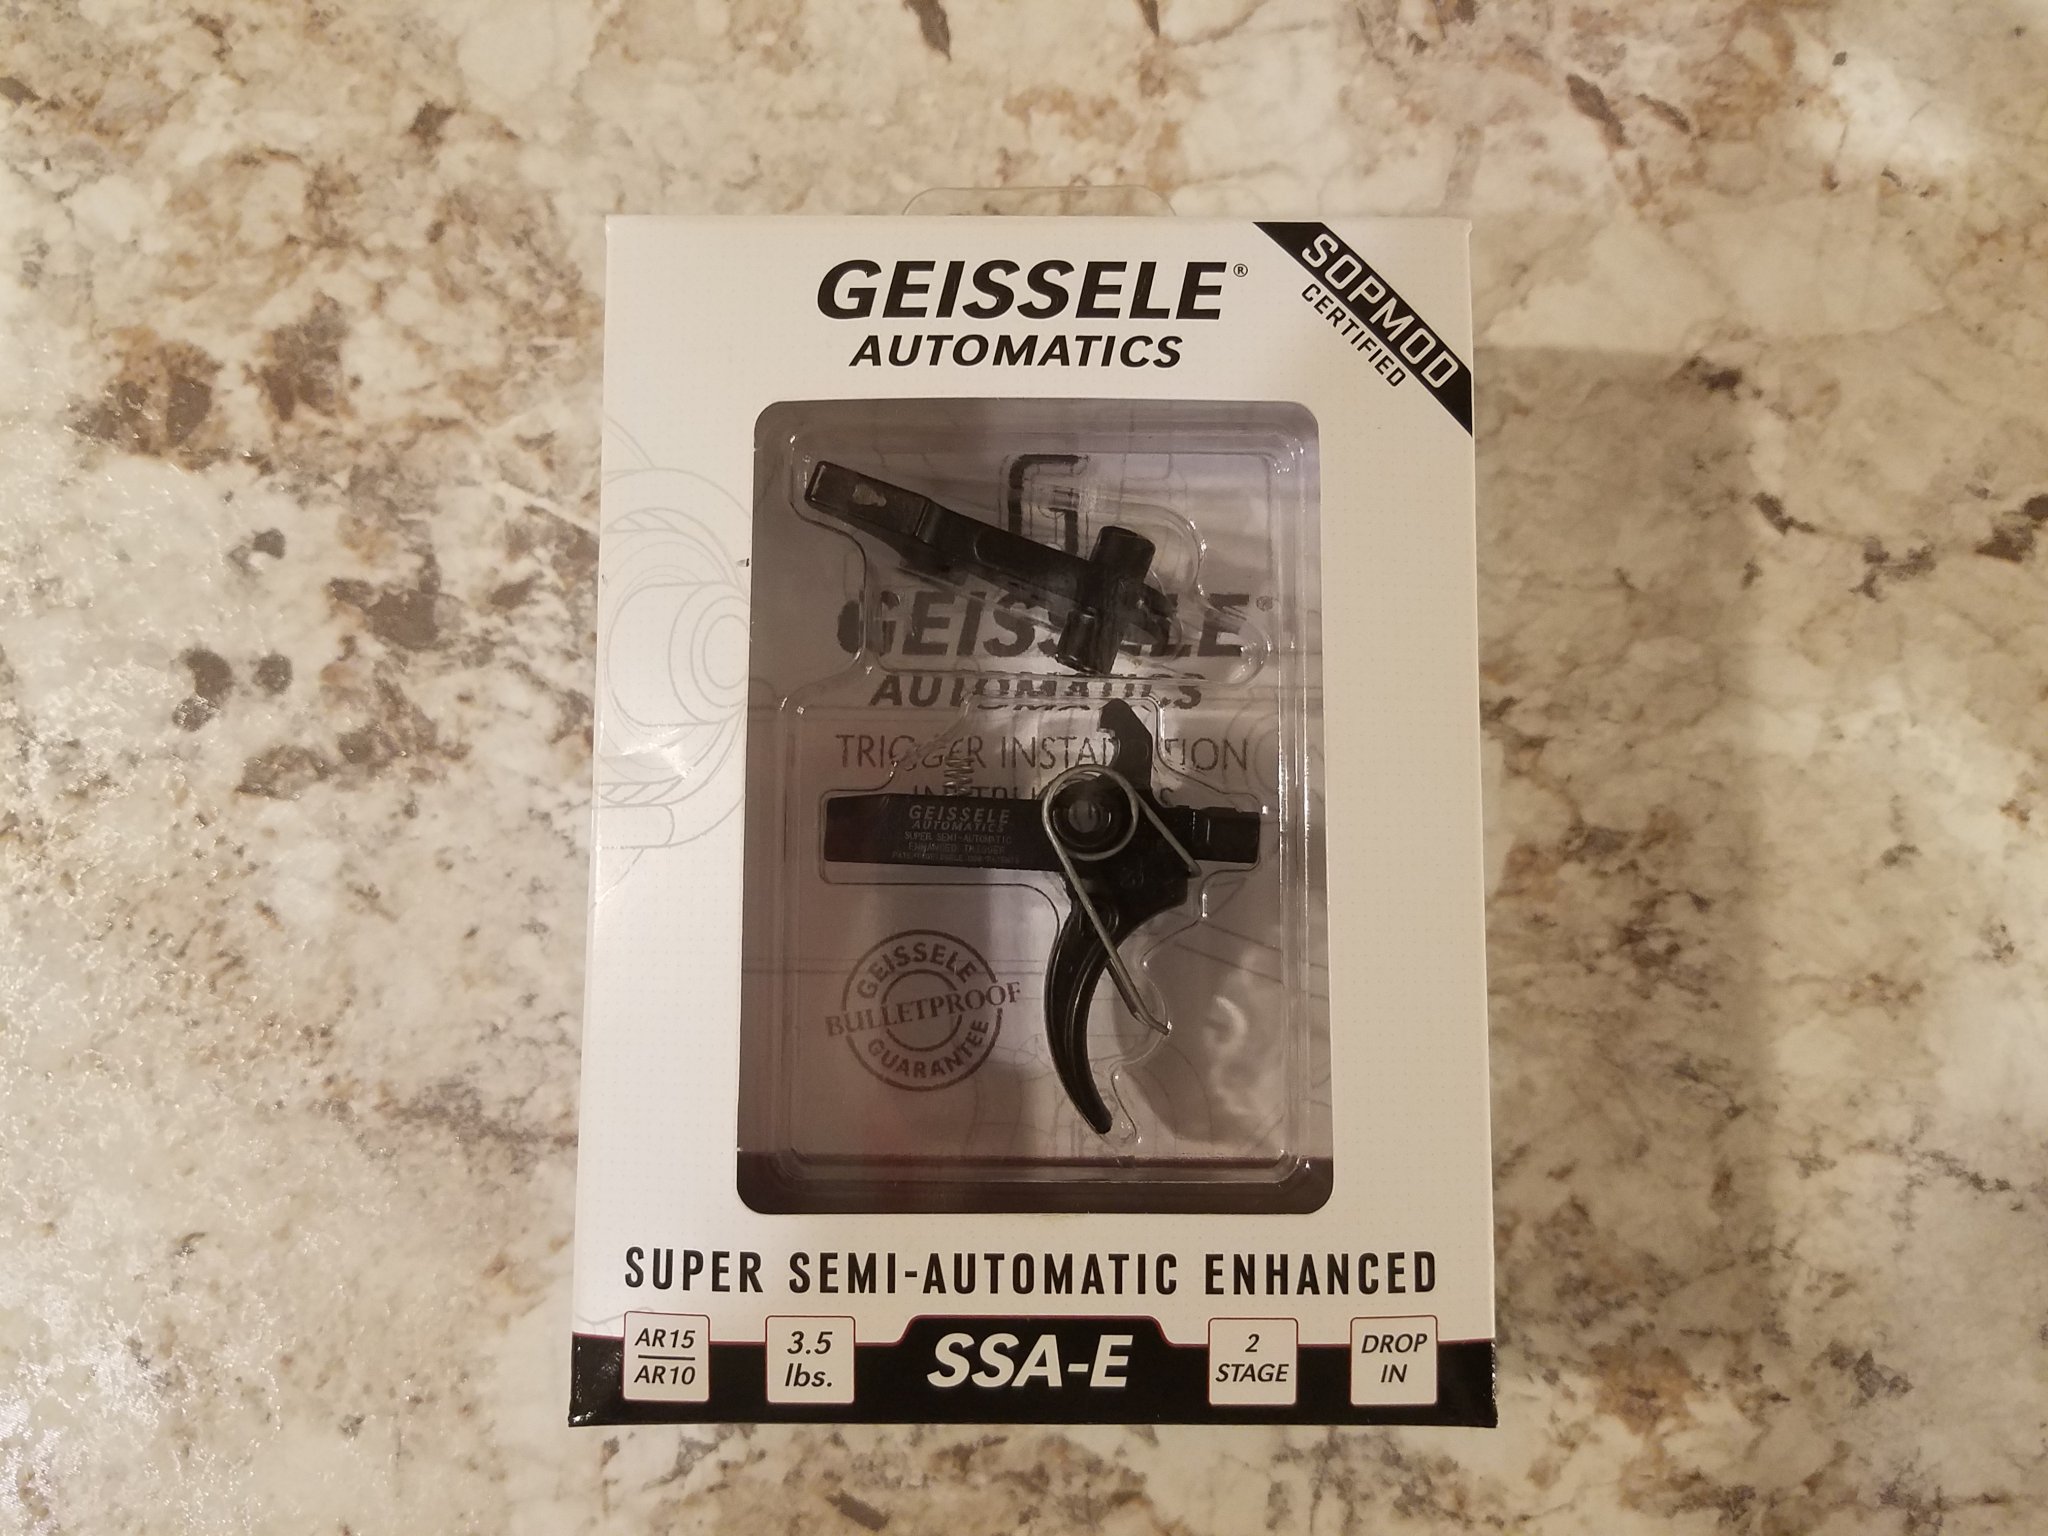 GEISSELE®
AUTOMATICS
SOPMOD
CERTIFIED
G
GEISSELE®
AUTOMATICS
TRIGGER INSTALLATION
GEISSELE
AUTOMATICS
SUPER SEMI-AUTOMATIC
ENHANCED TRIGGER
GEISSELE
BULLETPROOF
GUARANTEE
SUPER SEMI-AUTOMATIC ENHANCED
AR15
AR10
3.5
lbs.
SSA-E
2
STAGE
DROP
IN